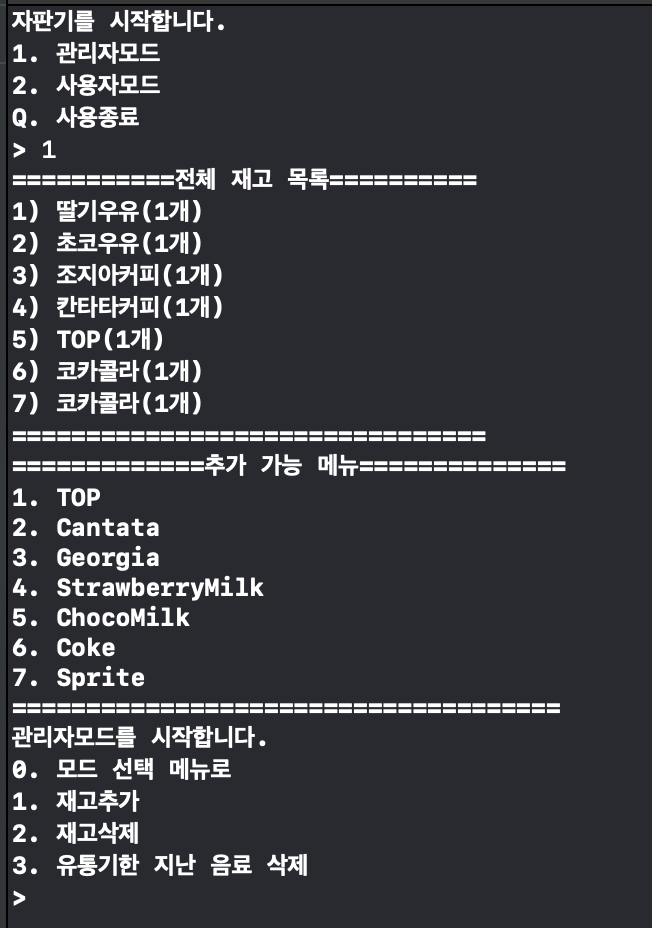 자판기를 시작합니다.
1. 관리자모드
2. 사용자모드
Q. 사용종료
> 1
===========전체 재고 목록==========
1) 딸기우유(1개)
2) 초코우유(1개)
3) 조지아커피(1개)
4) 칸타타커피(1개)
5) TOP(1개)
6) 코카콜라(1개)
7) 코카콜라(1개)
================================
=============추가 가능 메뉴==============
1. TOP
2. Cantata
3. Georgia
4. StrawberryMilk
5. ChocoMilk
6. Coke
7. Sprite
=====================================
관리자모드를 시작합니다.
0. 모드 선택 메뉴로
1. 재고추가
2. 재고삭제
3. 유통기한 지난 음료 삭제
>